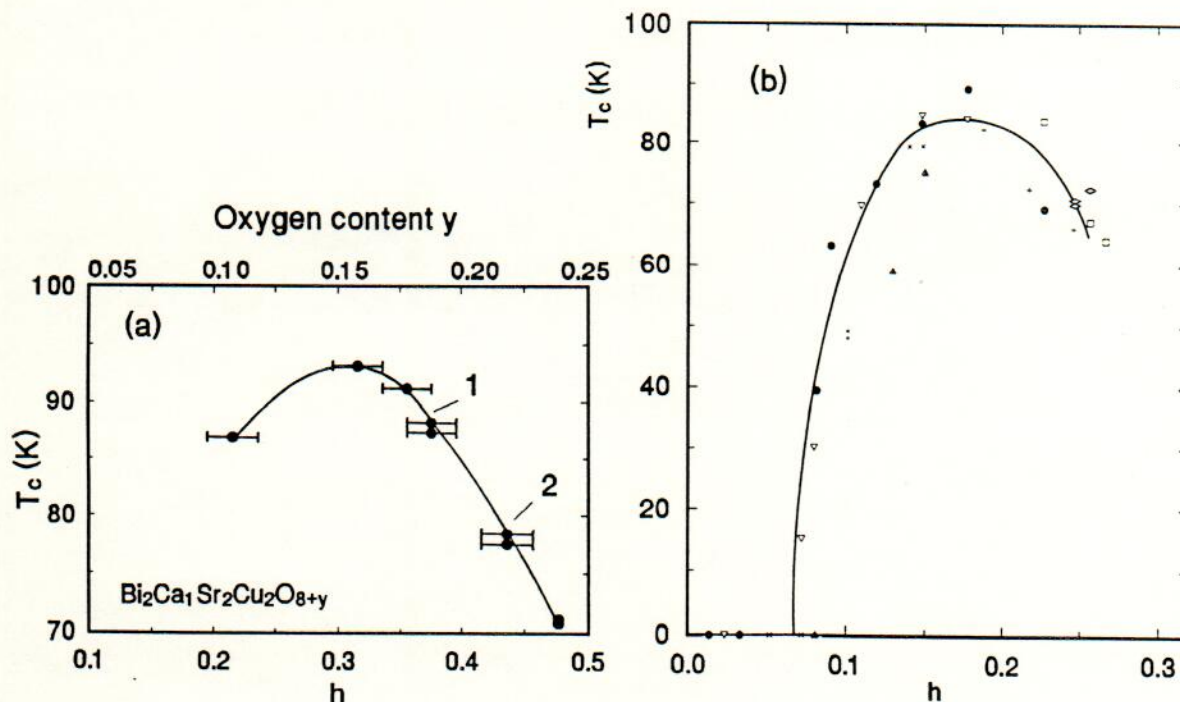 Oxygen content y
0.05 0.10 0.15 0.20 0.25
100
90
80
70
T_c (K)
(a)
1
2
Bi₂Ca₁Sr₂Cu₂O₈₊y
0.1 0.2 0.3 0.4 0.5
h
100
80
60
40
20
0
T_c (K)
(b)
0.0 0.1 0.2 0.3
h